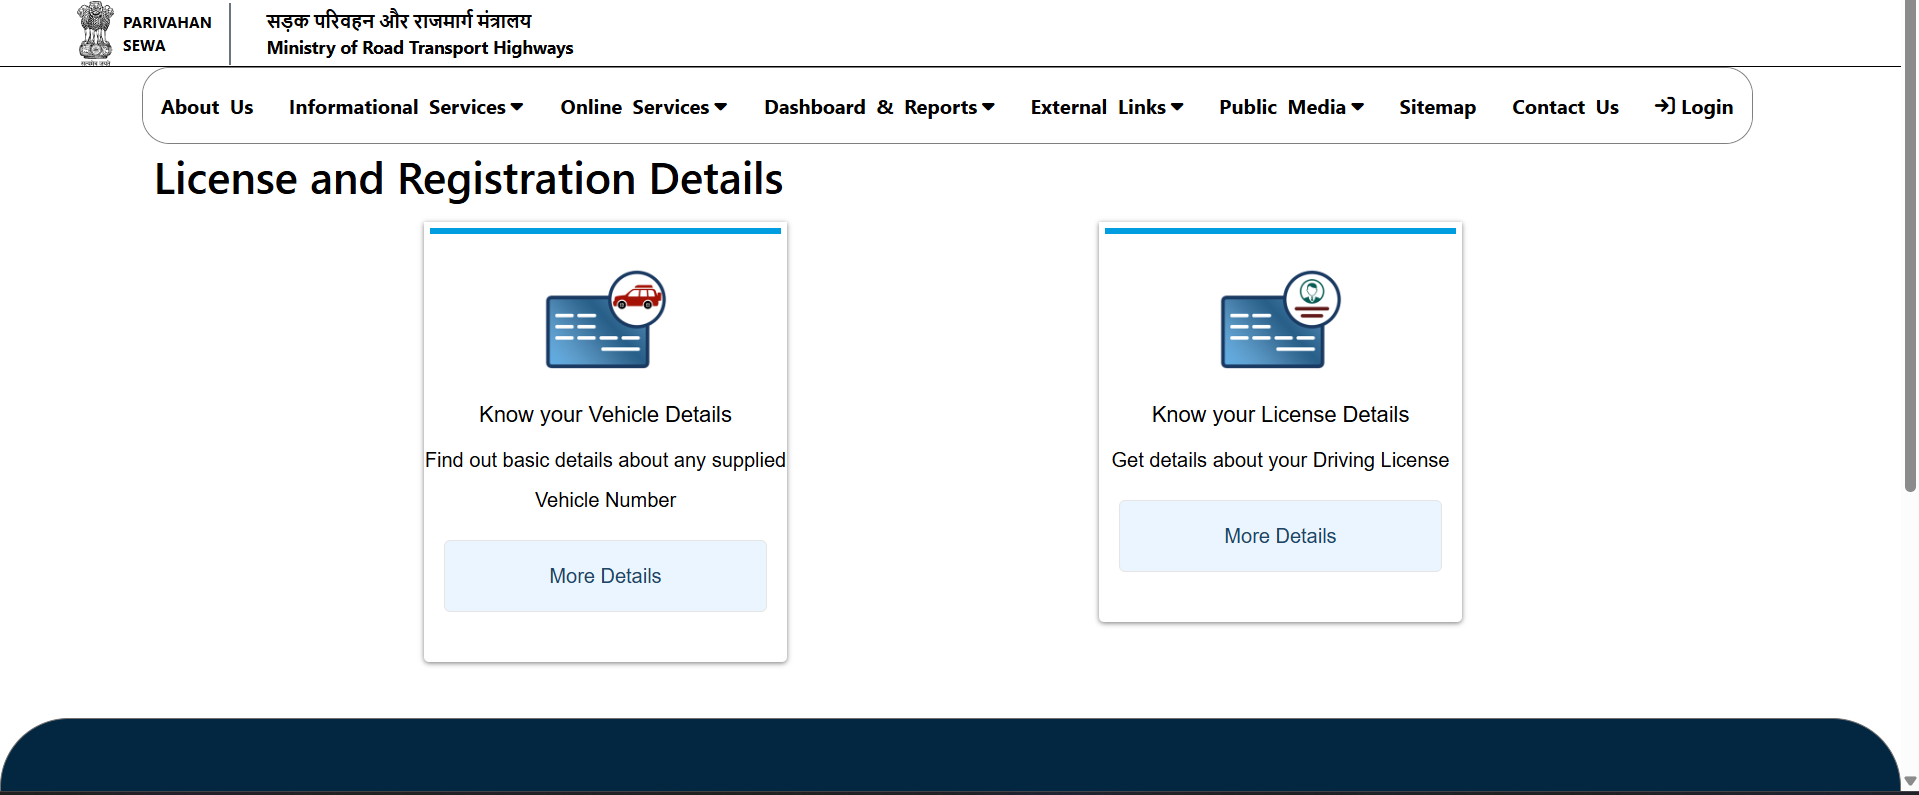 PARIVAHAN
SEWA
सड़क परिवहन और राजमार्ग मंत्रालय
Ministry of Road Transport Highways
सत्यमेव जयते
About Us Informational Services Online Services Dashboard & Reports External Links Public Media Sitemap Contact Us Login
License and Registration Details
Know your Vehicle Details
Find out basic details about any supplied
Vehicle Number
More Details
Know your License Details
Get details about your Driving License
More Details